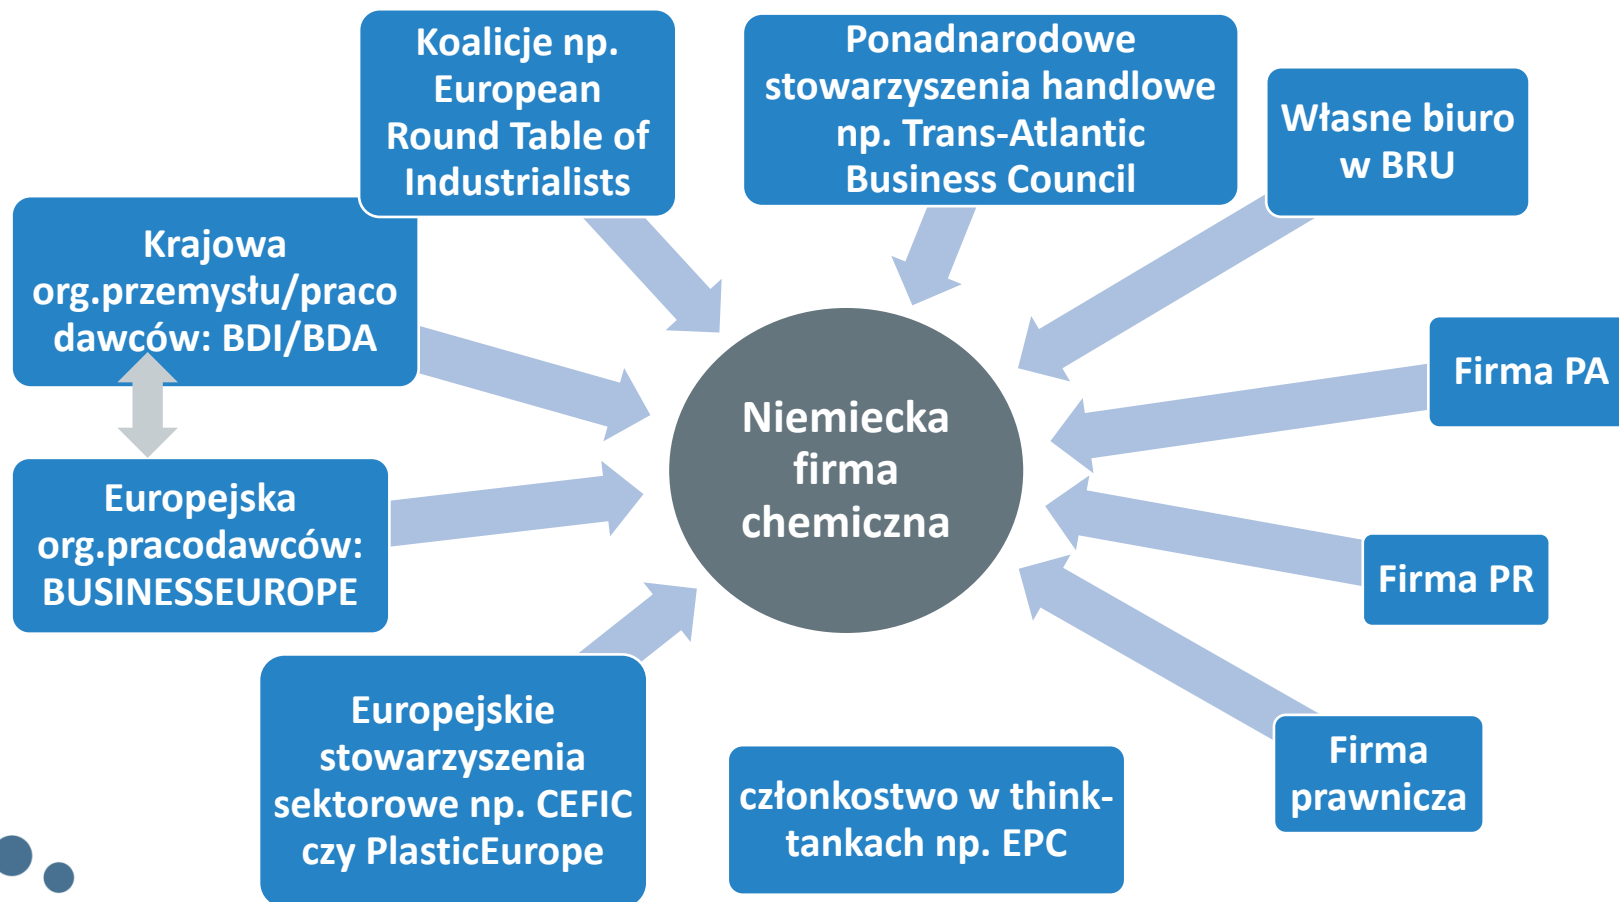 Koalicje np.
European
Round Table of
Industrialists
Ponadnarodowe
stowarzyszenia handlowe
np. Trans-Atlantic
Business Council
Własne biuro
w BRU
Krajowa
org.przemysłu/praco
dawców: BDI/BDA
Firma PA
Niemiecka
firma
chemiczna
Europejska
org.pracodawców:
BUSINESSEUROPE
Firma PR
Europejskie
stowarzyszenia
sektorowe np. CEFIC
czy PlasticEurope
członkostwo w think-
tankach np. EPC
Firma
prawnicza